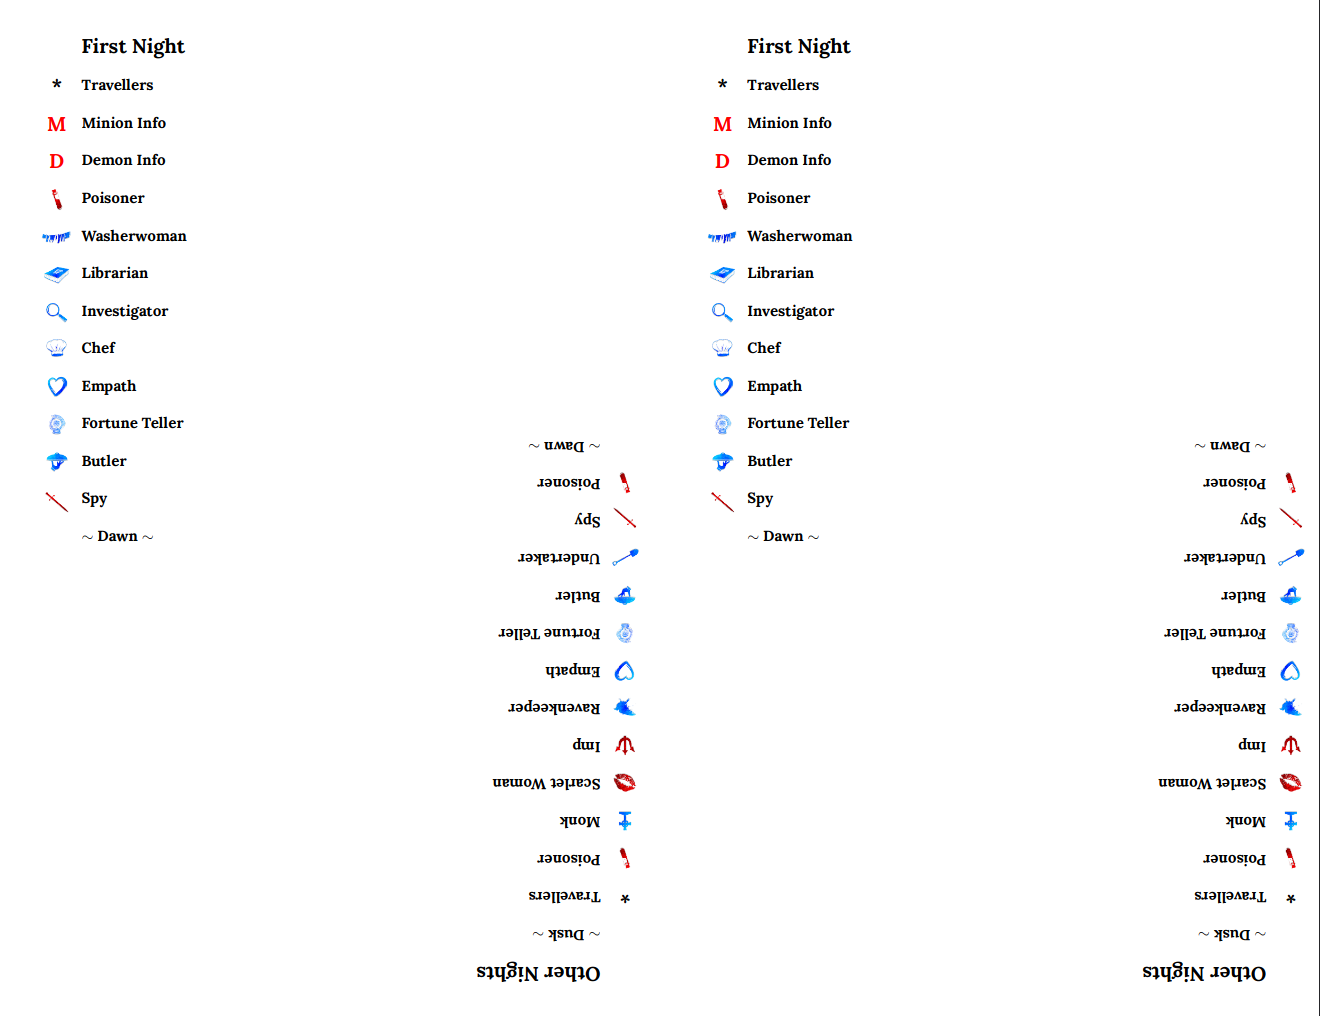 First Night
* Travellers
M Minion Info
D Demon Info
Poisoner
Washerwoman
Librarian
Investigator
Chef
Empath
Fortune Teller
Butler
Spy
~ Dawn ~
Other Nights
~ Dusk ~
* Travellers
Poisoner
Monk
Scarlet Woman
Imp
Ravenkeeper
Empath
Fortune Teller
Butler
Undertaker
Spy
Poisoner
~ Dawn ~
First Night
* Travellers
M Minion Info
D Demon Info
Poisoner
Washerwoman
Librarian
Investigator
Chef
Empath
Fortune Teller
Butler
Spy
~ Dawn ~
Other Nights
~ Dusk ~
* Travellers
Poisoner
Monk
Scarlet Woman
Imp
Ravenkeeper
Empath
Fortune Teller
Butler
Undertaker
Spy
Poisoner
~ Dawn ~